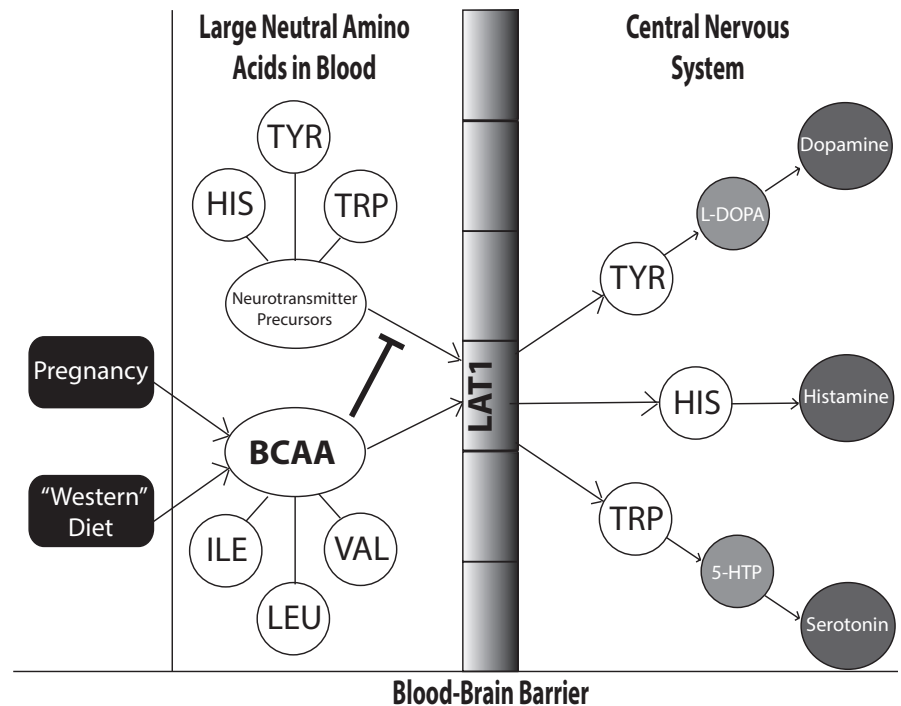 Large Neutral Amino
Acids in Blood
Central Nervous
System
TYR
HIS
TRP
Neurotransmitter
Precursors
Pregnancy
"Western"
Diet
BCAA
ILE
VAL
LEU
LAT1
TYR
L-DOPA
Dopamine
HIS
Histamine
TRP
5-HTP
Serotonin
Blood-Brain Barrier